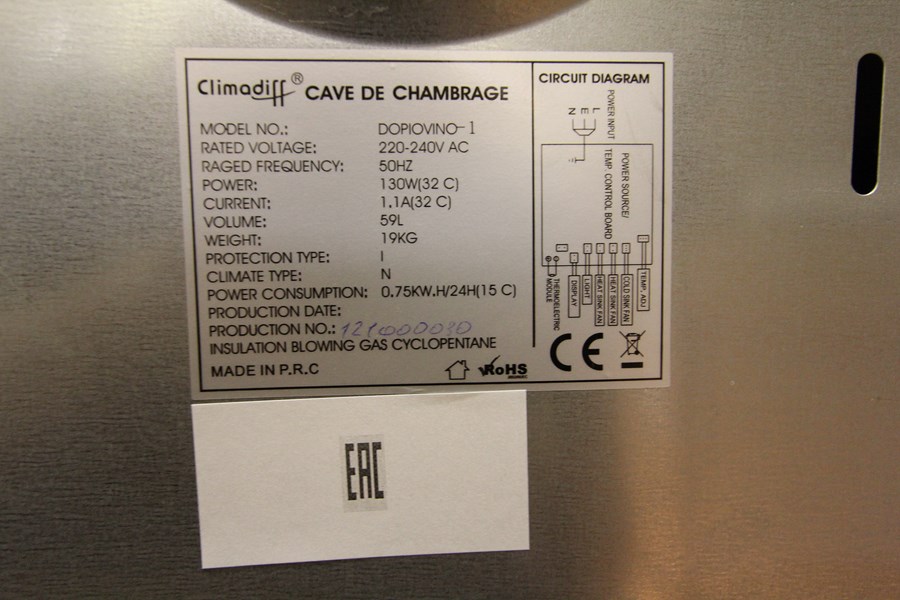 Climadiff® CAVE DE CHAMBRAGE
MODEL NO.: DOPIOVINO-1
RATED VOLTAGE: 220-240V AC
RAGED FREQUENCY: 50HZ
POWER: 130W(32 C)
CURRENT: 1.1A(32 C)
VOLUME: 59L
WEIGHT: 19KG
PROTECTION TYPE: I
CLIMATE TYPE: N
POWER CONSUMPTION: 0.75KW.H/24H(15 C)
PRODUCTION DATE:
PRODUCTION NO.: 121000030
INSULATION BLOWING GAS CYCLOPENTANE
MADE IN P.R.C
RoHS
CIRCUIT DIAGRAM
POWER INPUT
L
E
N
POWER SOURCE/
TEMP. CONTROL BOARD
TEMP. ADJ
COLD SINK FAN
HEAT SINK FAN
HEAT SINK FAN
LIGHT
DISPLAY
THERMOELECTRIC
MODULE
CE
EAC